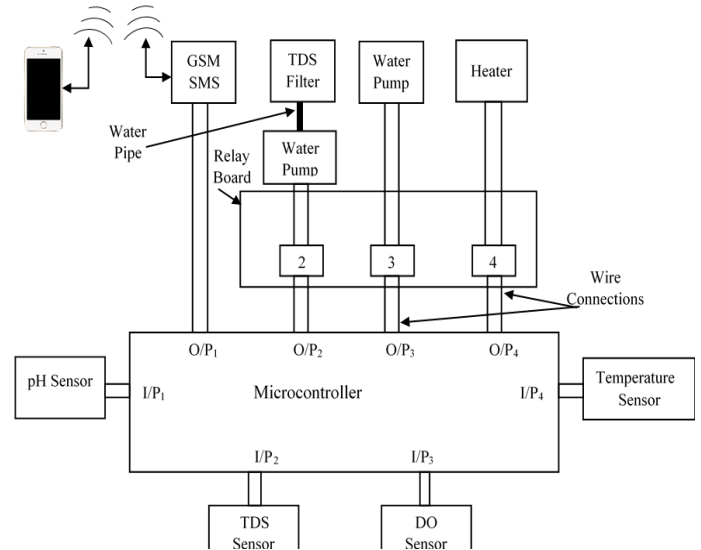 GSM
SMS
TDS
Filter
Water
Pump
Heater
Water
Pipe
Water
Pump
Relay
Board
2
3
4
Wire
Connections
O/P₁
O/P₂
O/P₃
O/P₄
pH Sensor
I/P₁
Microcontroller
I/P₄
Temperature
Sensor
I/P₂
I/P₃
TDS
Sensor
DO
Sensor